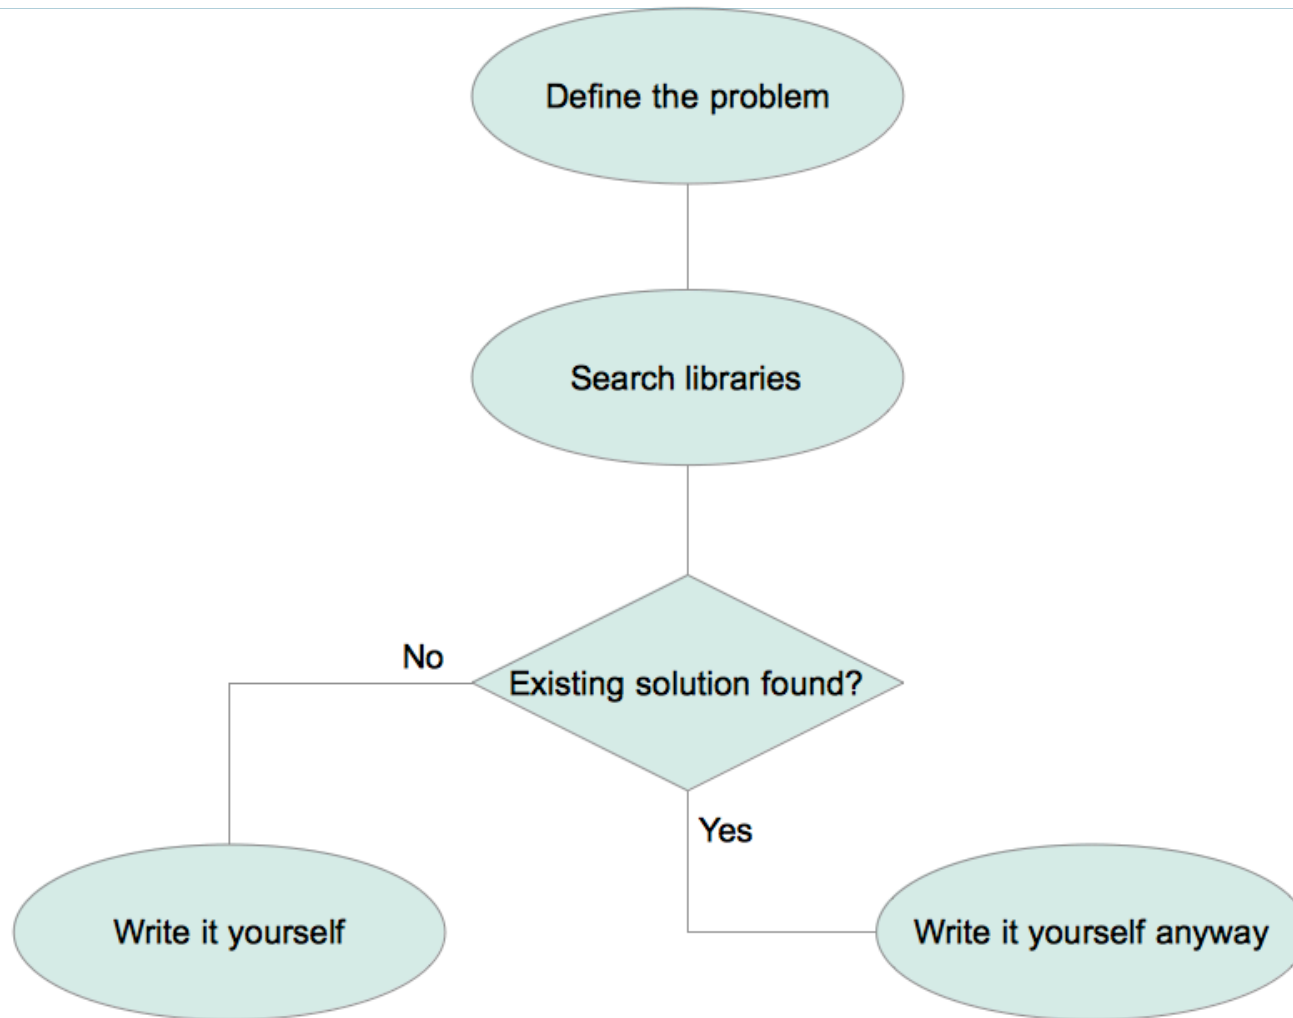 Define the problem
Search libraries
No
Existing solution found?
Yes
Write it yourself
Write it yourself anyway